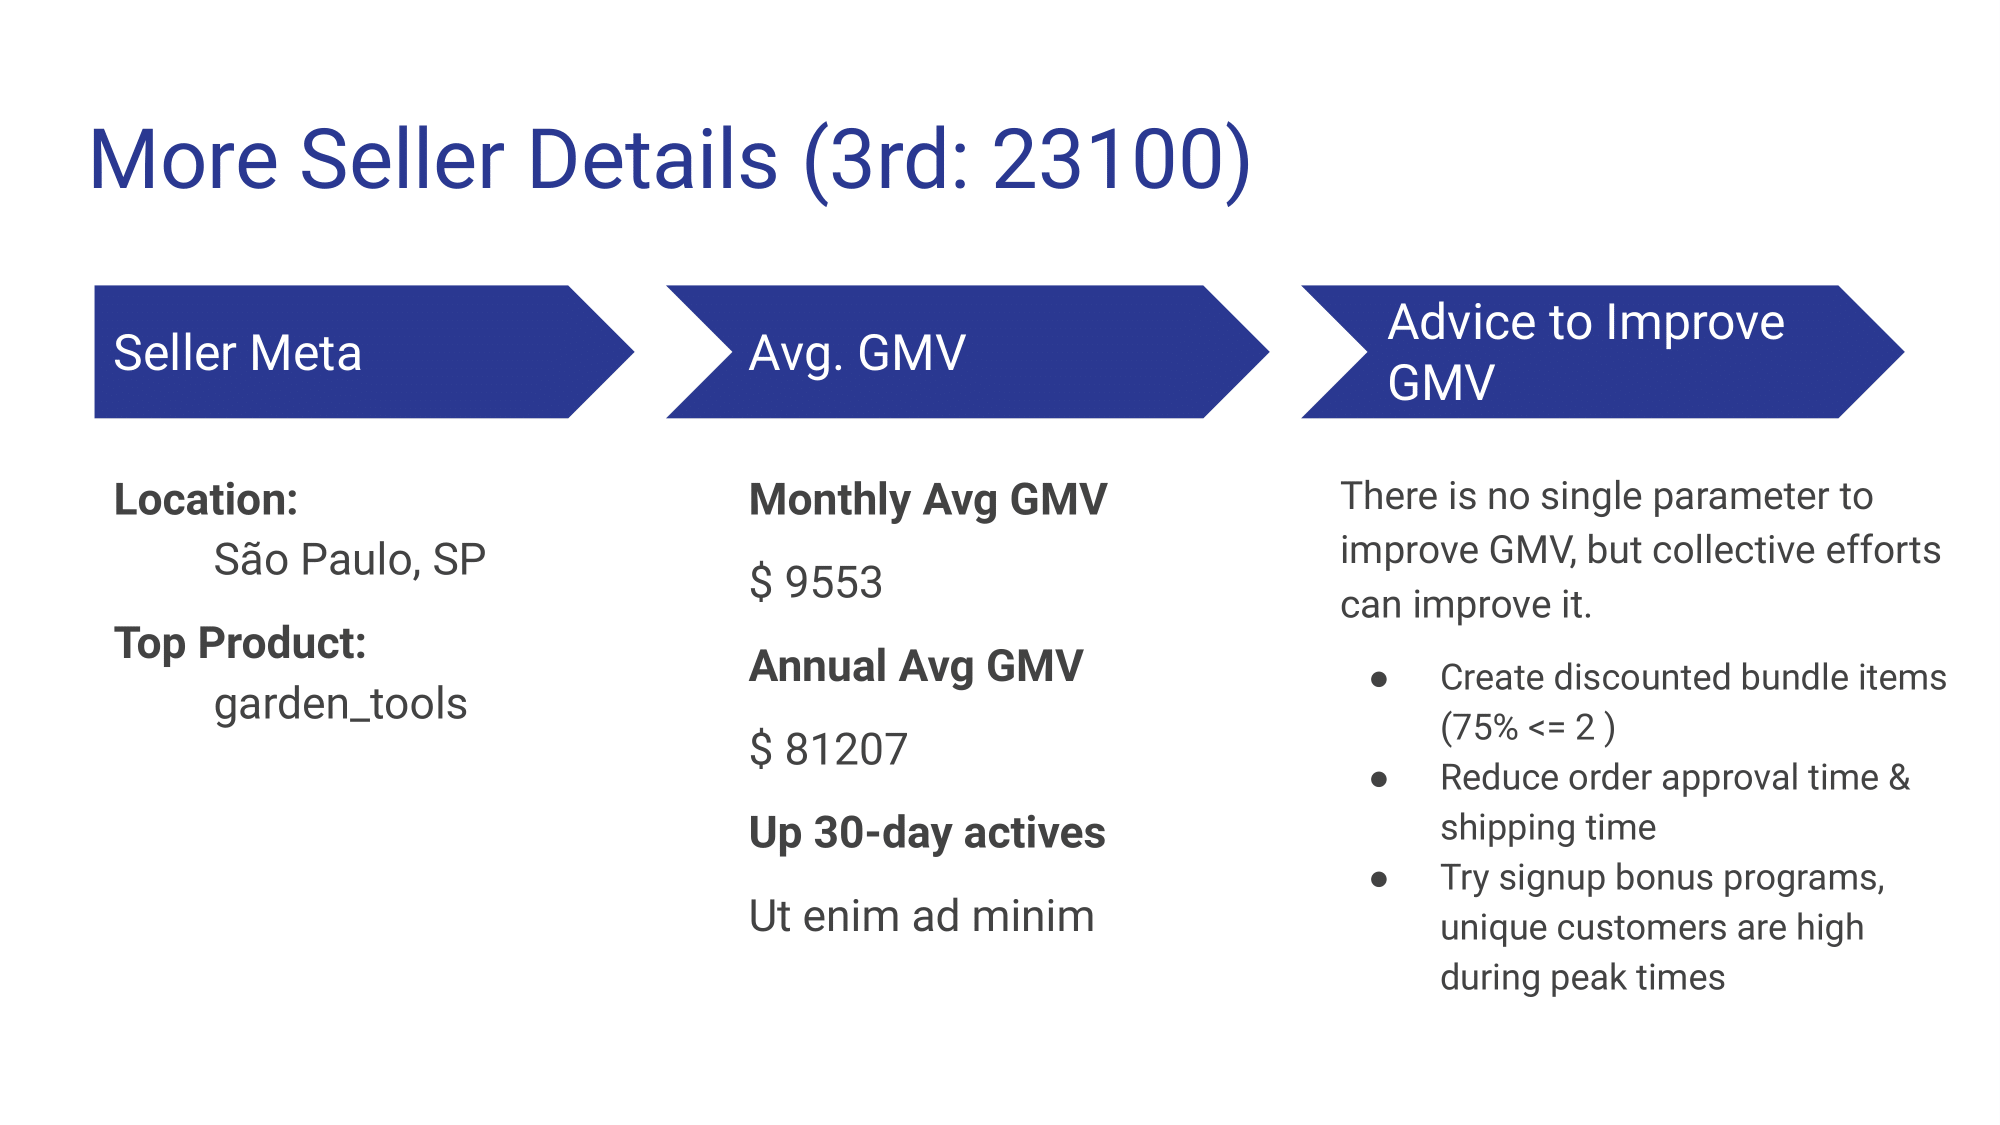 More Seller Details (3rd: 23100)
Seller Meta
Location:
São Paulo, SP
Top Product:
garden_tools
Avg. GMV
Monthly Avg GMV
$ 9553
Annual Avg GMV
$ 81207
Up 30-day actives
Ut enim ad minim
Advice to Improve
GMV
There is no single parameter to
improve GMV, but collective efforts
can improve it.
● Create discounted bundle items
(75% <= 2 )
● Reduce order approval time &
shipping time
● Try signup bonus programs,
unique customers are high
during peak times